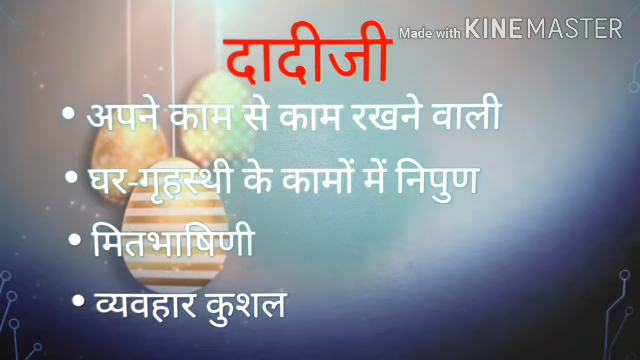 Made with KINEMASTER
दादीजी
• अपने काम से काम रखने वाली
• घर-गृहस्थी के कामों में निपुण
• मितभाषिणी
• व्यवहार कुशल